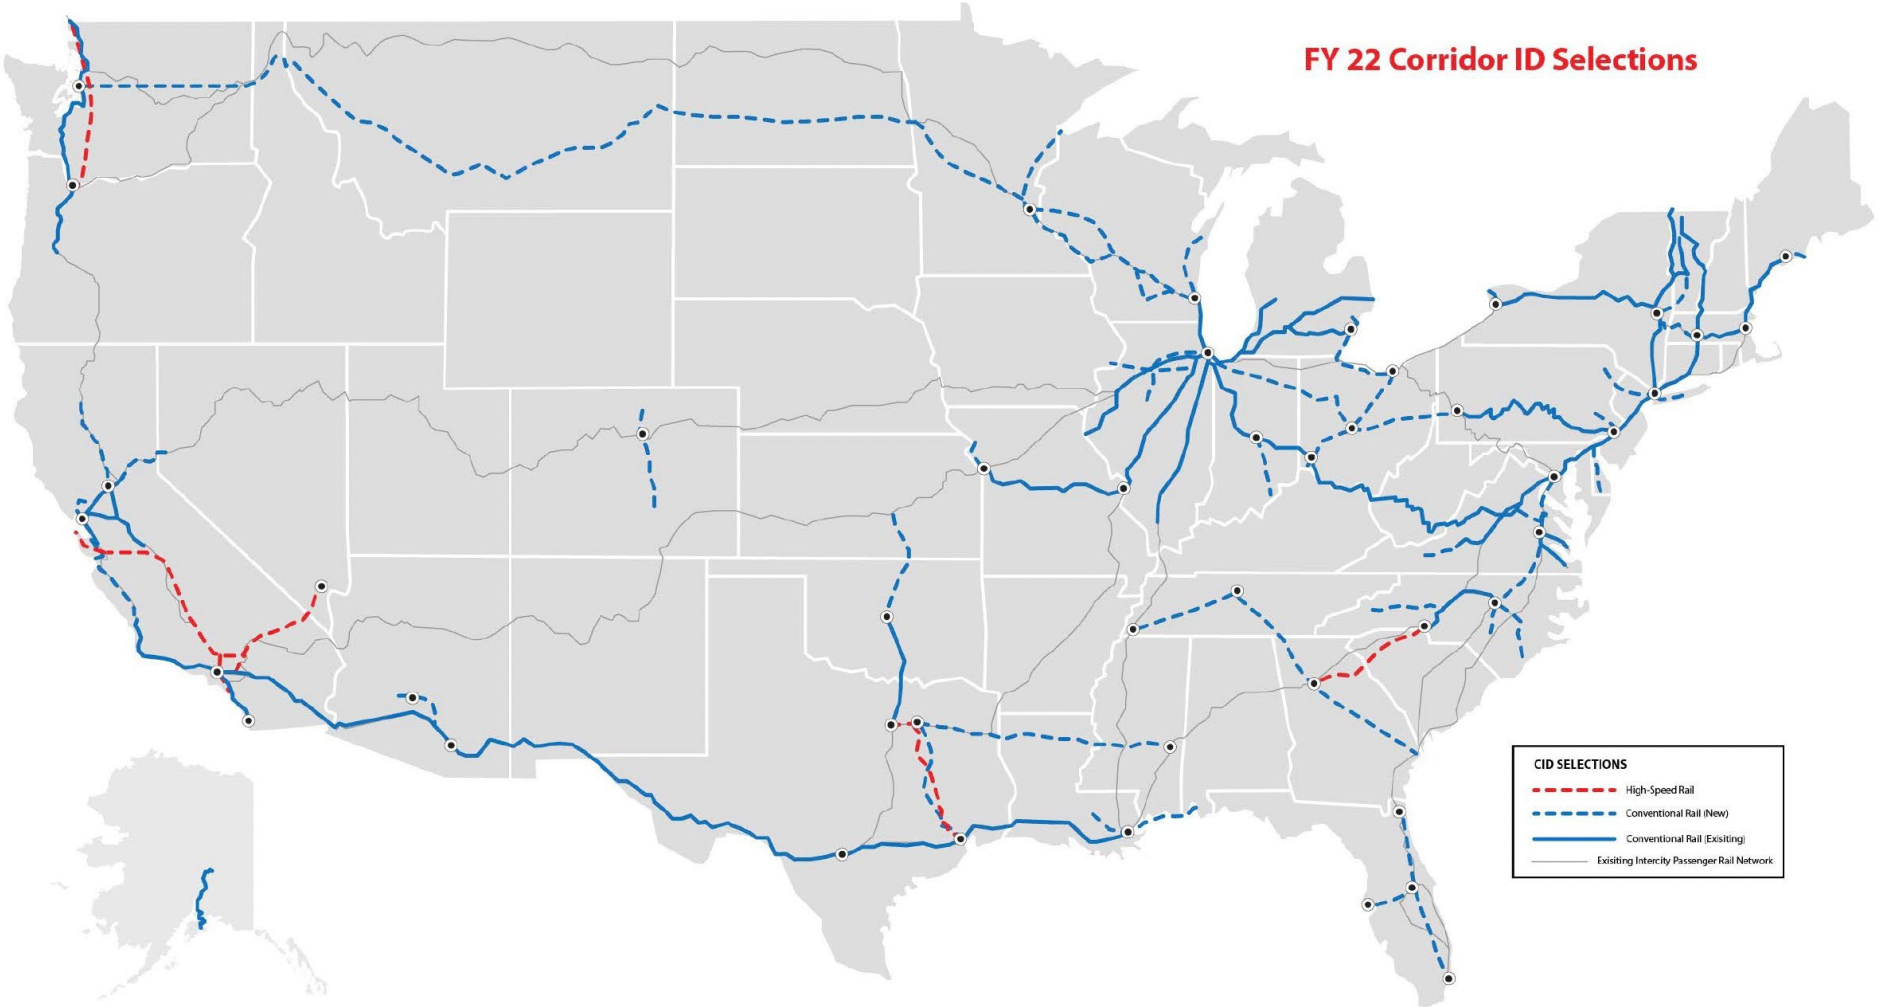 FY 22 Corridor ID Selections
CID SELECTIONS
High-Speed Rail
Conventional Rail (New)
Conventional Rail (Exisiting)
Exisiting Intercity Passenger Rail Network